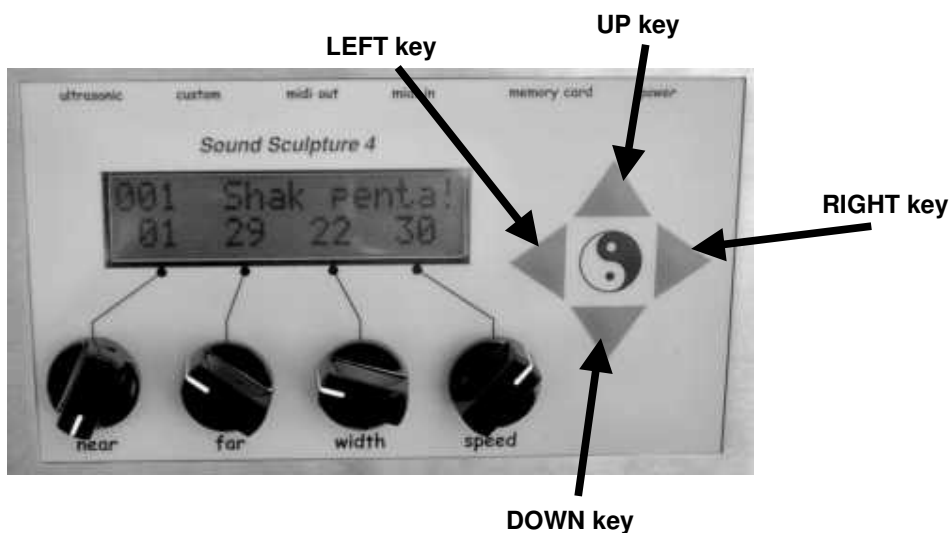 UP key
LEFT key
ultrasonic custom midi out midi in memory card power
Sound Sculpture 4
RIGHT key
001 Shak penta!
01 29 22 30
near far width speed
DOWN key